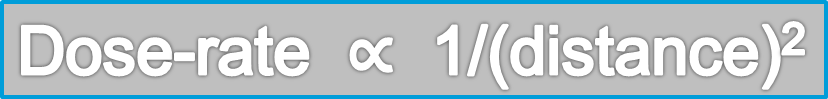 Dose-rate ∝ 1/(distance)²